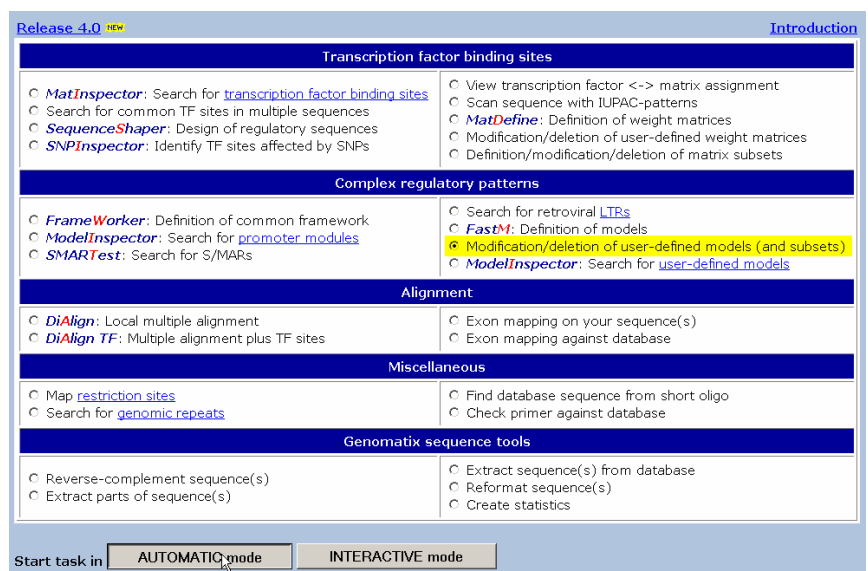 Release 4.0 NEW Introduction
Transcription factor binding sites
MatInspector: Search for transcription factor binding sites
Search for common TF sites in multiple sequences
SequenceShaper: Design of regulatory sequences
SNPInspector: Identify TF sites affected by SNPs
View transcription factor <-> matrix assignment
Scan sequence with IUPAC-patterns
MatDefine: Definition of weight matrices
Modification/deletion of user-defined weight matrices
Definition/modification/deletion of matrix subsets
Complex regulatory patterns
FrameWorker: Definition of common framework
ModelInspector: Search for promoter modules
SMARTest: Search for S/MARs
Search for retroviral LTRs
FastM: Definition of models
Modification/deletion of user-defined models (and subsets)
ModelInspector: Search for user-defined models
Alignment
DiAlign: Local multiple alignment
DiAlign TF: Multiple alignment plus TF sites
Exon mapping on your sequence(s)
Exon mapping against database
Miscellaneous
Map restriction sites
Search for genomic repeats
Find database sequence from short oligo
Check primer against database
Genomatix sequence tools
Reverse-complement sequence(s)
Extract parts of sequence(s)
Extract sequence(s) from database
Reformat sequence(s)
Create statistics
Start task in AUTOMATIC mode INTERACTIVE mode